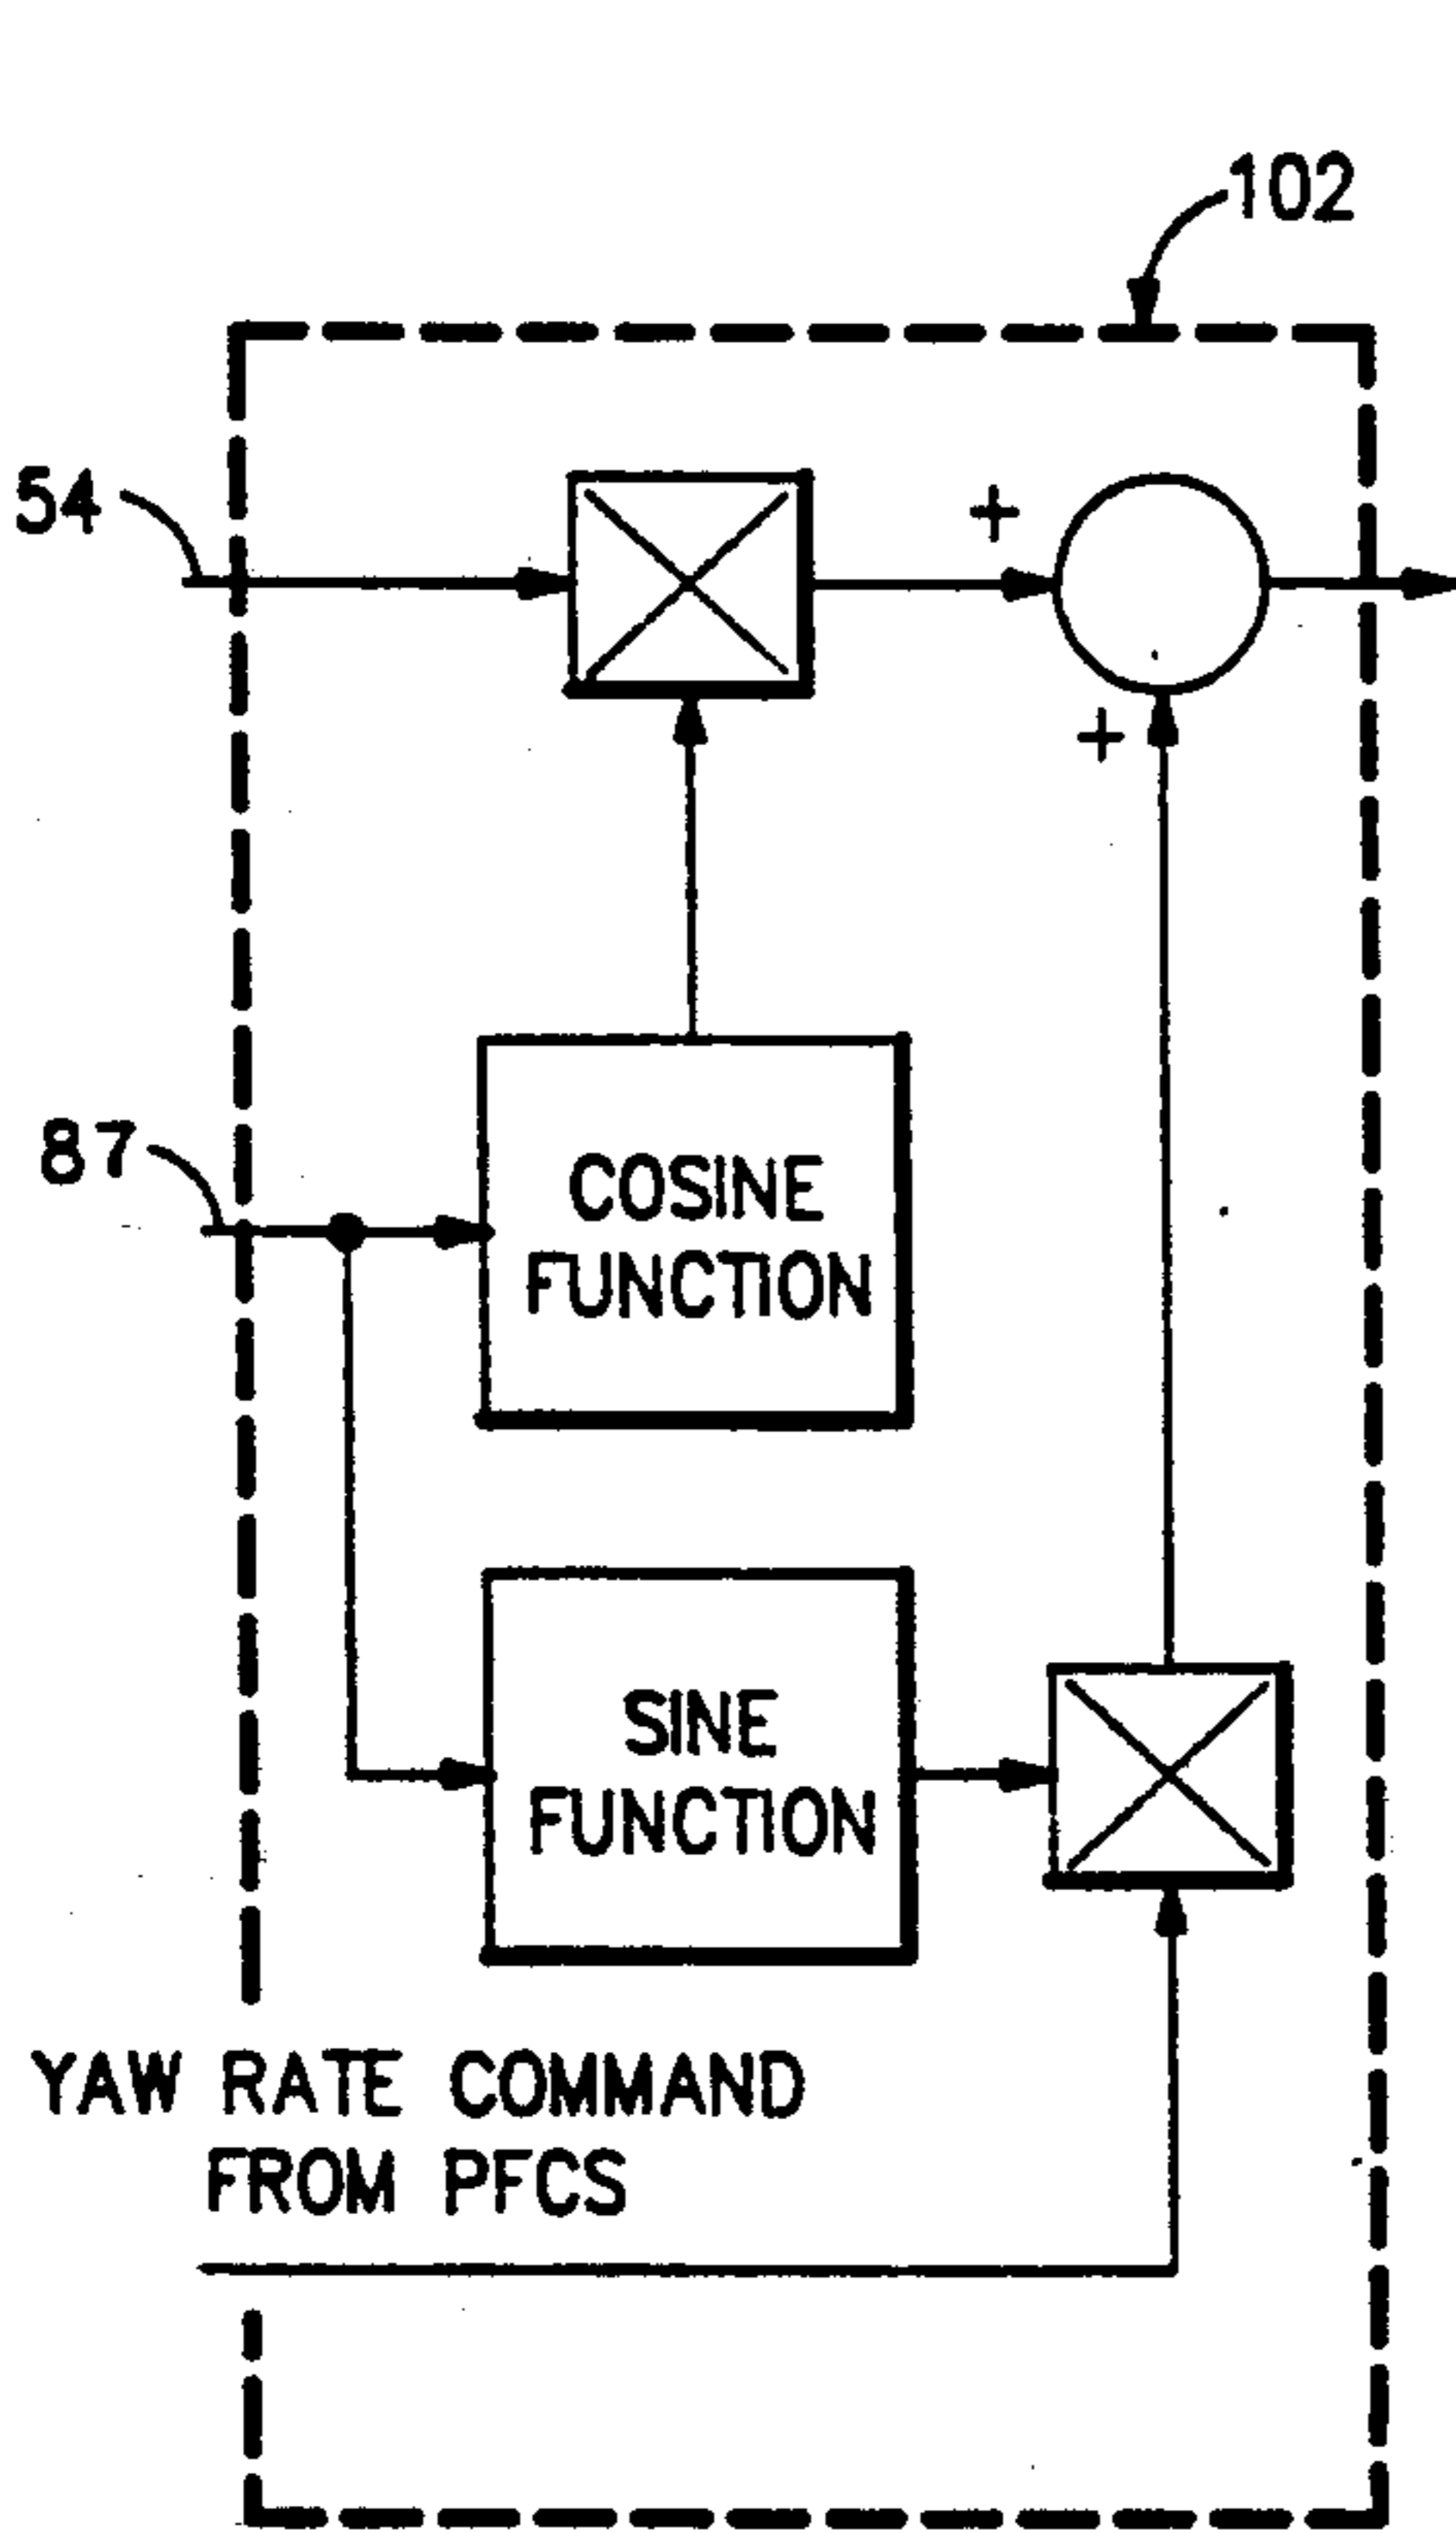 102
54
+
+
87
COSINE
FUNCTION
SINE
FUNCTION
YAW RATE COMMAND
FROM PFCS